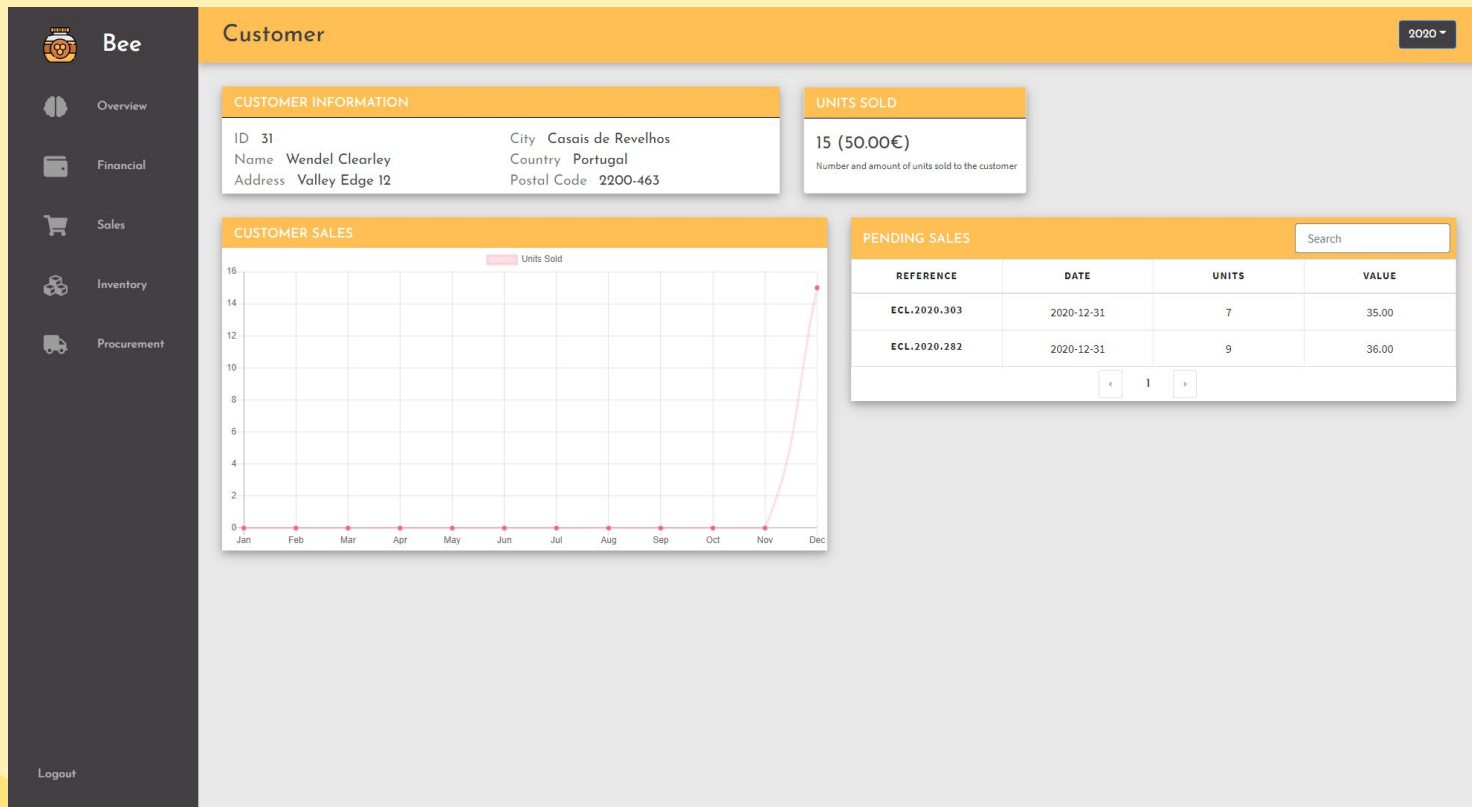 Bee
Overview
Financial
Sales
Inventory
Procurement
Logout
Customer
2020
CUSTOMER INFORMATION
ID 31
Name Wendel Clearley
Address Valley Edge 12
City Casais de Revelhos
Country Portugal
Postal Code 2200-463
UNITS SOLD
15 (50.00€)
Number and amount of units sold to the customer
CUSTOMER SALES
Units Sold
16
14
12
10
8
6
4
2
0
Jan Feb Mar Apr May Jun Jul Aug Sep Oct Nov Dec
PENDING SALES
Search
REFERENCE DATE UNITS VALUE
ECL.2020.303 2020-12-31 7 35.00
ECL.2020.282 2020-12-31 9 36.00
‹ 1 ›